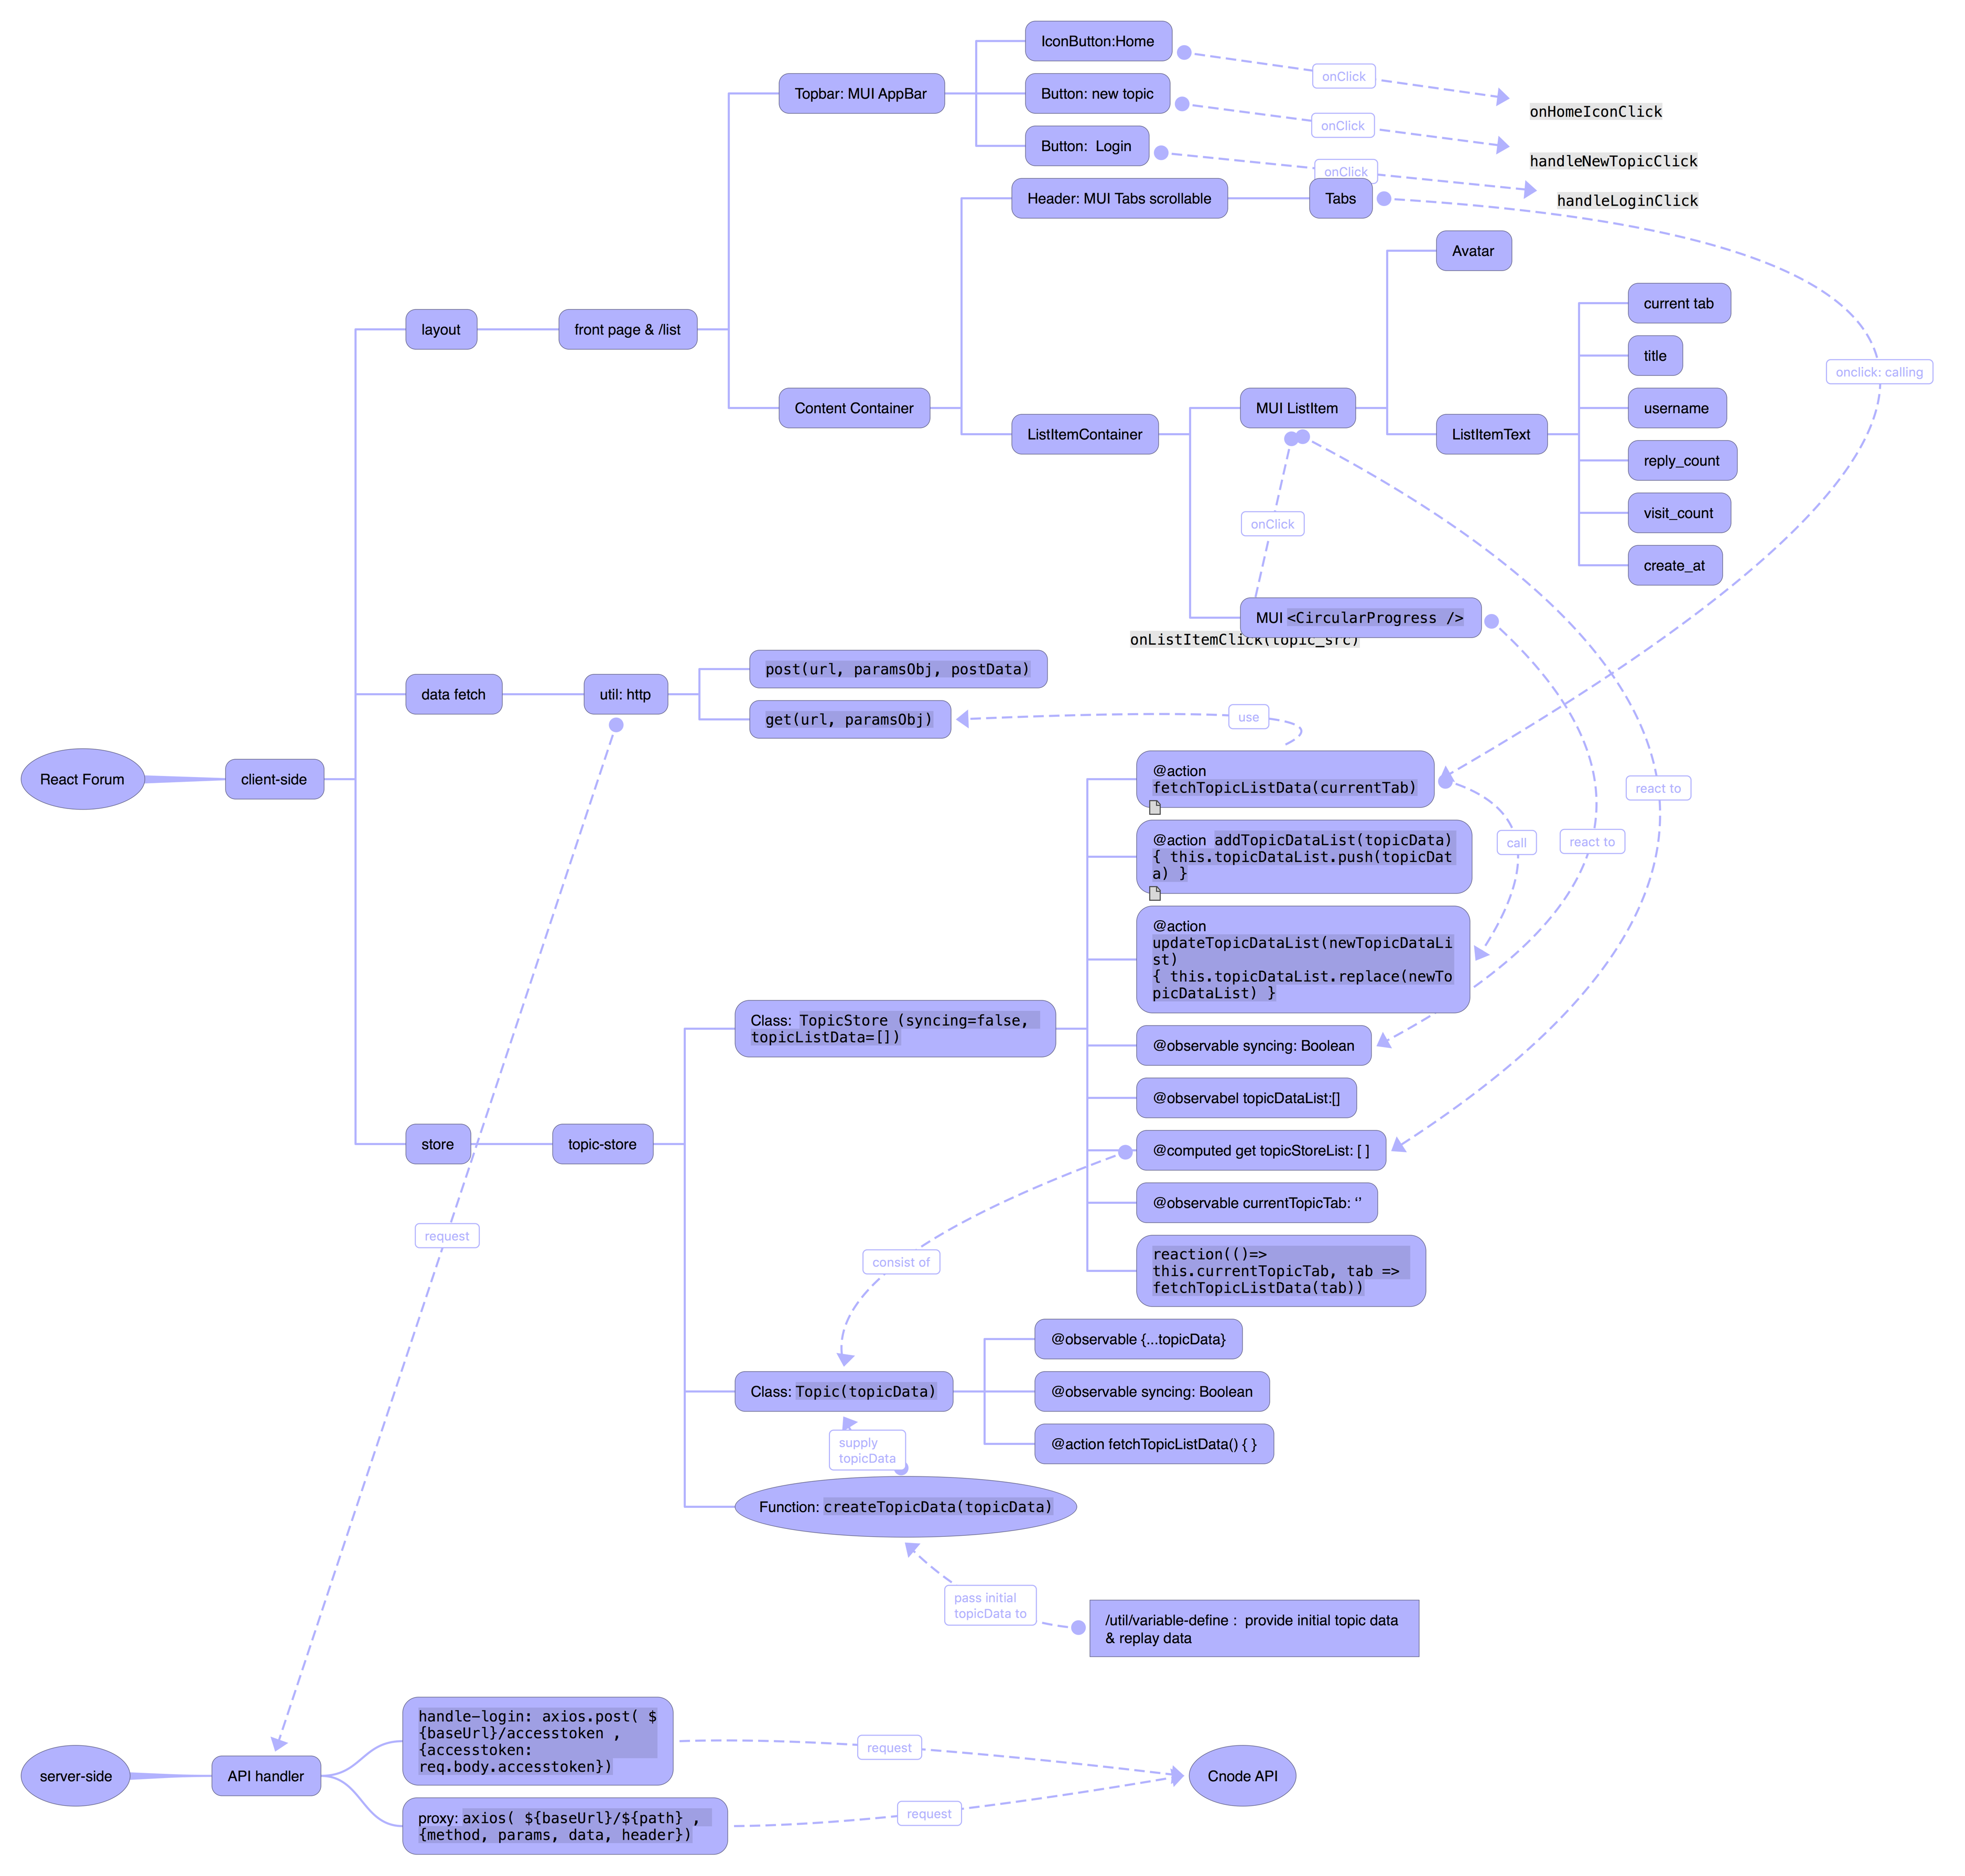 IconButton:Home
onClick
Topbar: MUI AppBar
Button: new topic
onHomeIconClick
onClick
Button:  Login
handleNewTopicClick
onClick
Header: MUI Tabs scrollable
Tabs
handleLoginClick
Avatar
current tab
layout
front page & /list
title
onclick: calling
Content Container
MUI ListItem
username
ListItemContainer
ListItemText
reply_count
visit_count
onClick
create_at
MUI <CircularProgress />
onListItemClick(topic_src)
post(url, paramsObj, postData)
data fetch
util: http
get(url, paramsObj)
use
React Forum
client-side
@action
fetchTopicListData(currentTab)
react to
@action  addTopicDataList(topicData)
{ this.topicDataList.push(topicDat
a) }
call
react to
@action
updateTopicDataList(newTopicDataLi
st)
{ this.topicDataList.replace(newTo
picDataList) }
Class:  TopicStore (syncing=false,
topicListData=[])
@observable syncing: Boolean
@observabel topicDataList:[]
store
topic-store
@computed get topicStoreList: [ ]
@observable currentTopicTab: ‘’
request
consist of
reaction(()=>
this.currentTopicTab, tab =>
fetchTopicListData(tab))
@observable {...topicData}
Class: Topic(topicData)
@observable syncing: Boolean
supply
topicData
@action fetchTopicListData() { }
Function: createTopicData(topicData)
pass initial
topicData to
/util/variable-define :  provide initial topic data
& replay data
handle-login: axios.post( $
{baseUrl}/accesstoken ,
{accesstoken:
req.body.accesstoken})
request
server-side
API handler
Cnode API
proxy: axios( ${baseUrl}/${path} ,
{method, params, data, header})
request